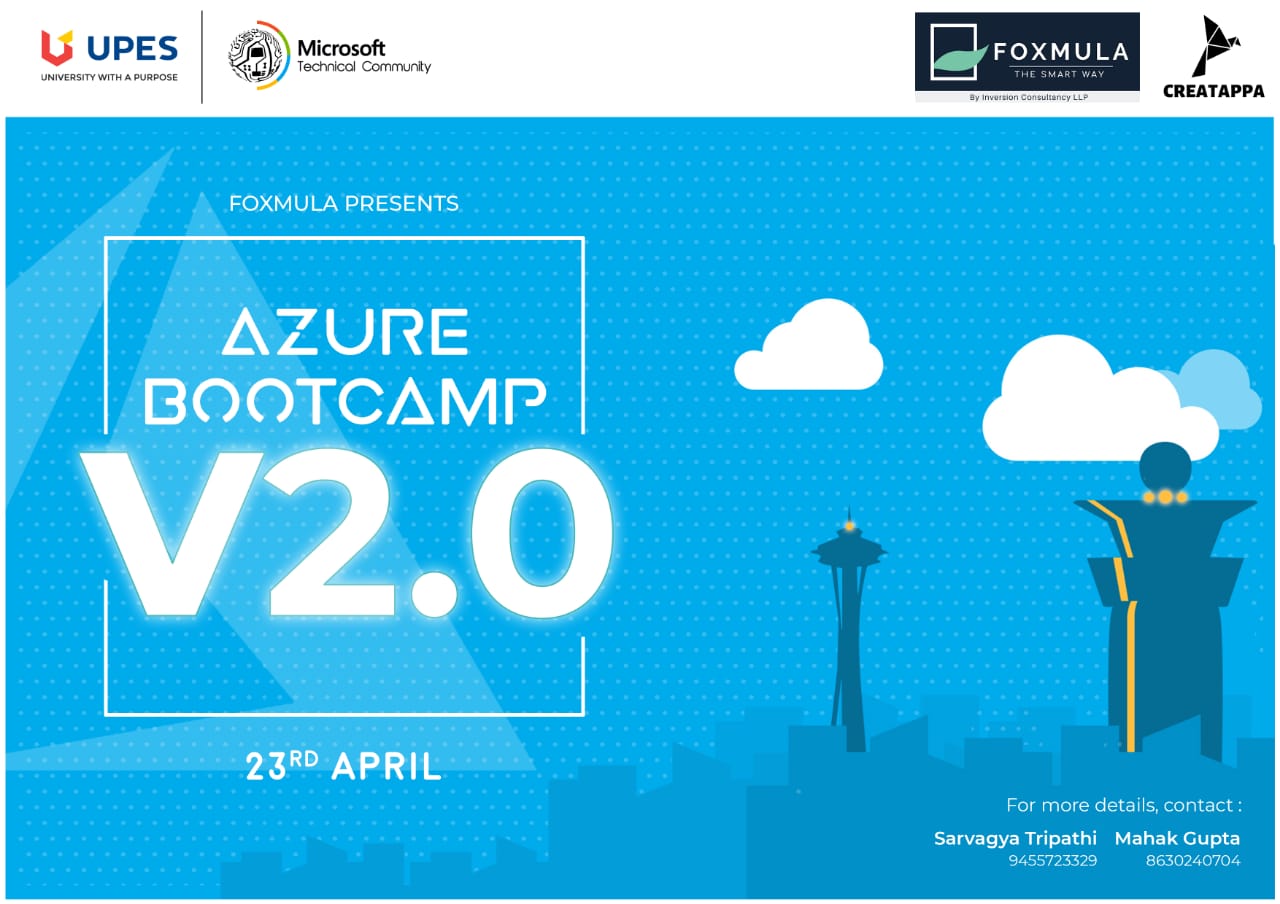 UPES
UNIVERSITY WITH A PURPOSE
Microsoft
Technical Community
FOXMULA
THE SMART WAY
By Inversion Consultancy LLP
CREATAPPA
FOXMULA PRESENTS
AZURE
BOOTCAMP
V2.0
23RD APRIL
For more details, contact :
Sarvagya Tripathi Mahak Gupta
9455723329 8630240704